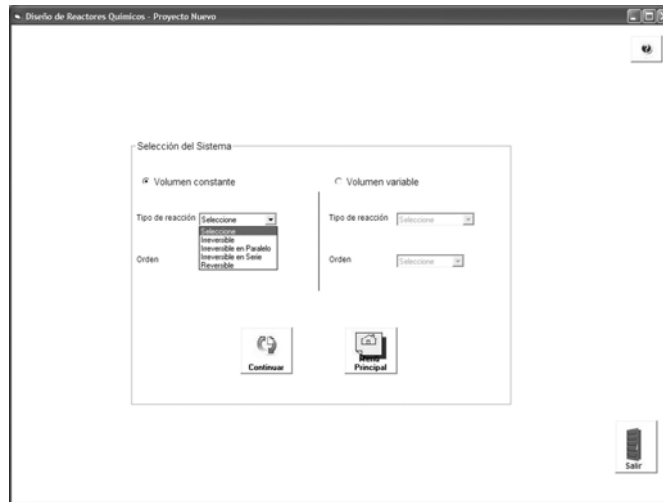 Diseño de Reactores Químicos - Proyecto Nuevo
Selección del Sistema
Volumen constante
Volumen variable
Tipo de reacción Seleccione
Tipo de reacción Seleccione
Seleccione
Irreversible
Irreversible en Paralelo
Irreversible en Serie
Reversible
Orden
Orden Seleccione
Continuar
Menú
Principal
Salir